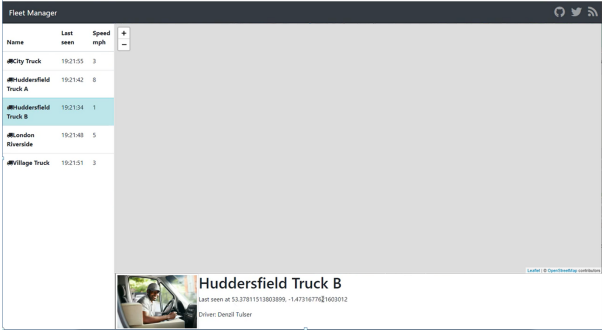 Fleet Manager
Name Last seen Speed mph
City Truck 19:21:55 3
Huddersfield Truck A 19:21:42 8
Huddersfield Truck B 19:21:34 1
London Riverside 19:21:48 5
Village Truck 19:21:51 3
+
−
Leaflet | © OpenStreetMap contributors
Huddersfield Truck B
Last seen at 53.37811513803899, -1.4731677621603012
Driver: Denzil Tulser